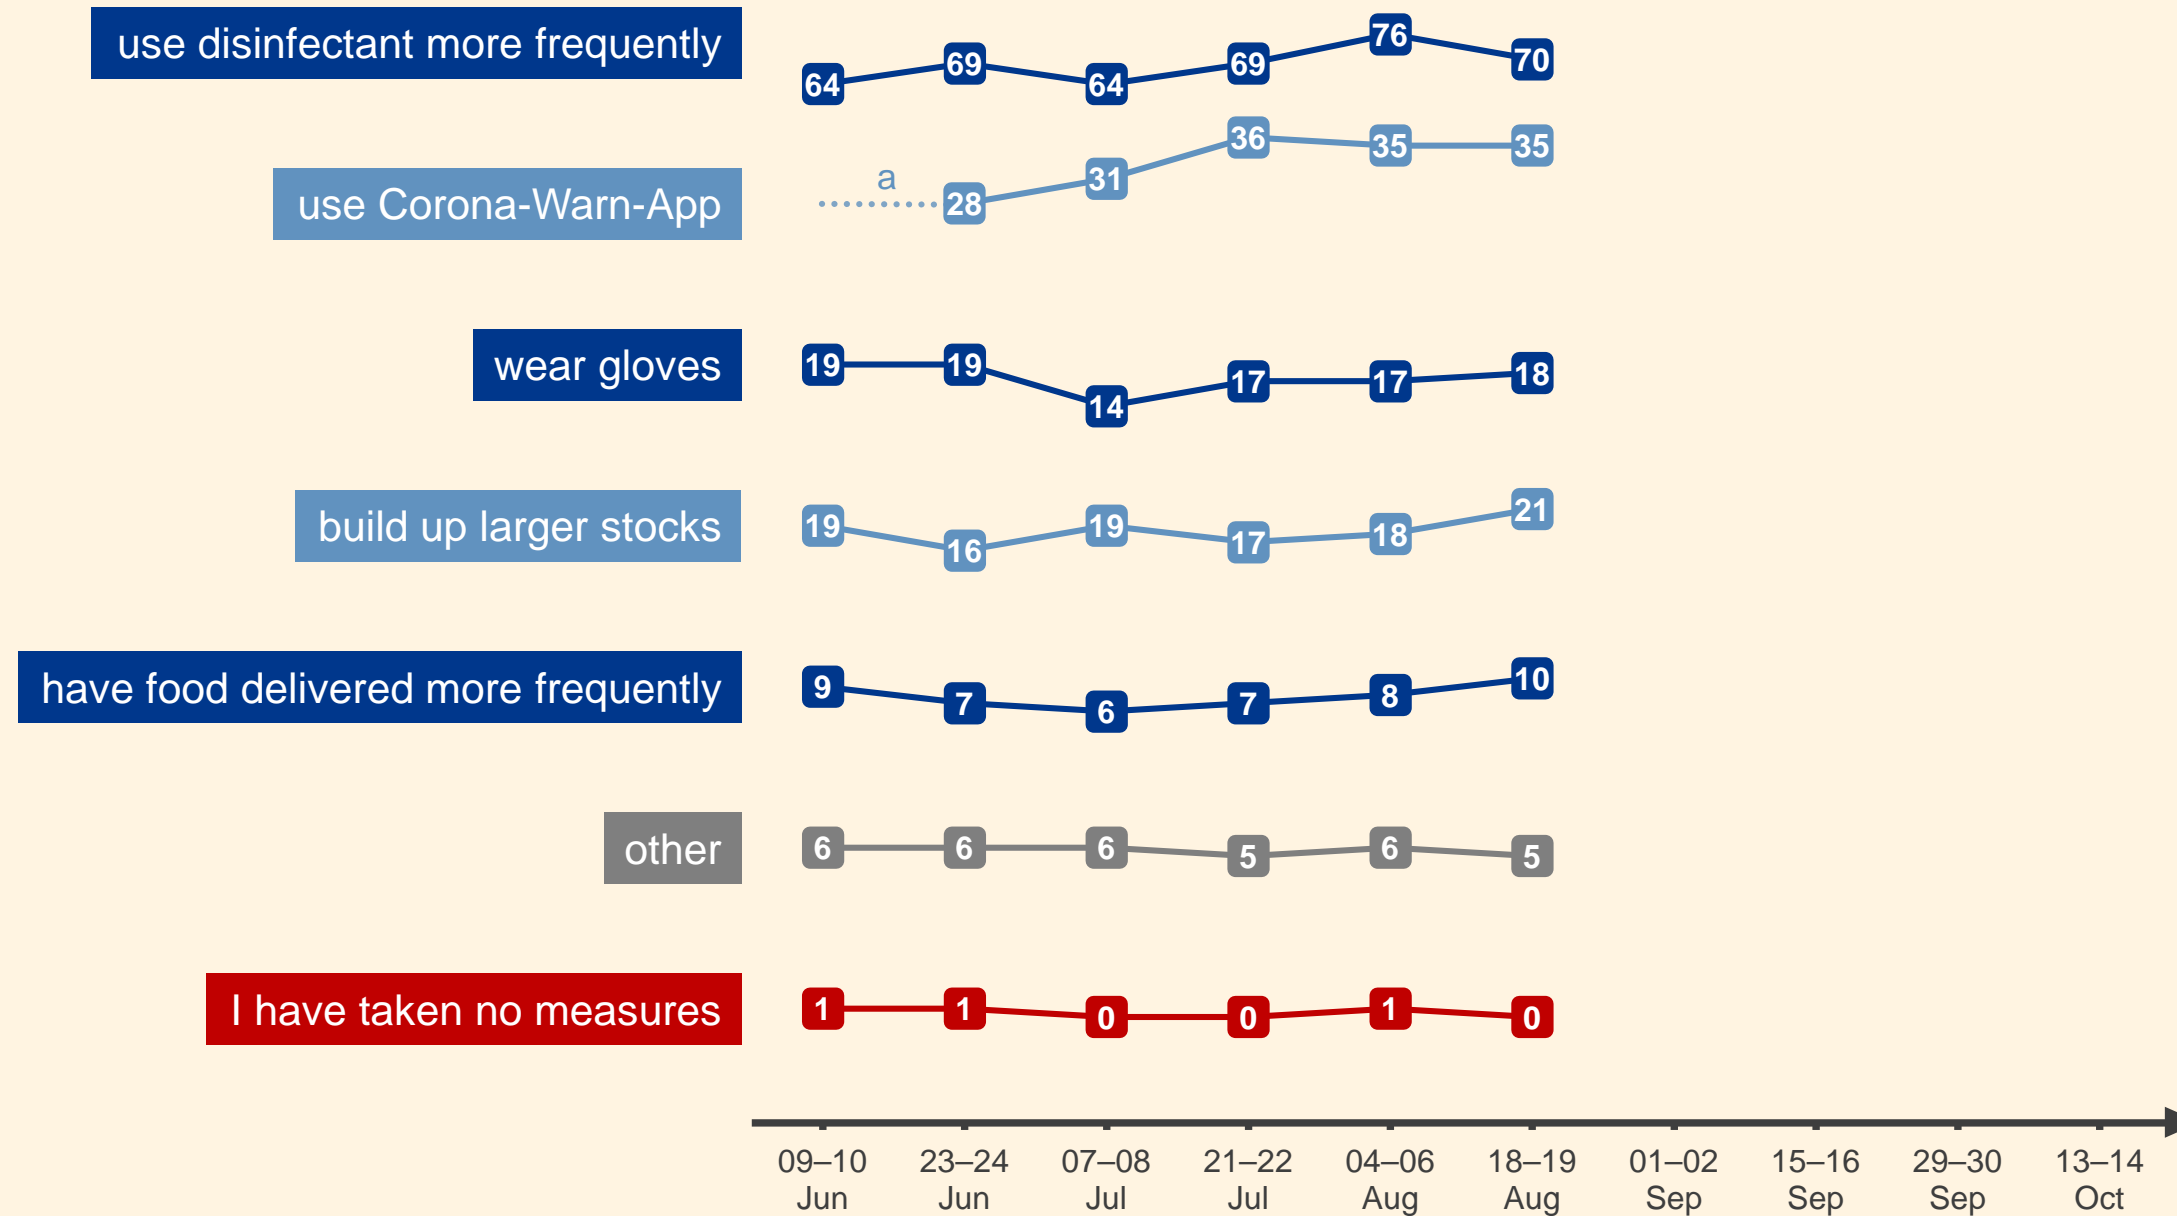 use disinfectant more frequently
64 69 64 69 76 70
use Corona-Warn-App
a
28 31 36 35 35
wear gloves
19 19 14 17 17 18
build up larger stocks
19 16 19 17 18 21
have food delivered more frequently
9 7 6 7 8 10
other
6 6 6 5 6 5
I have taken no measures
1 1 0 0 1 0
09–10 23–24 07–08 21–22 04–06 18–19 01–02 15–16 29–30 13–14
Jun Jun Jul Jul Aug Aug Sep Sep Sep Oct